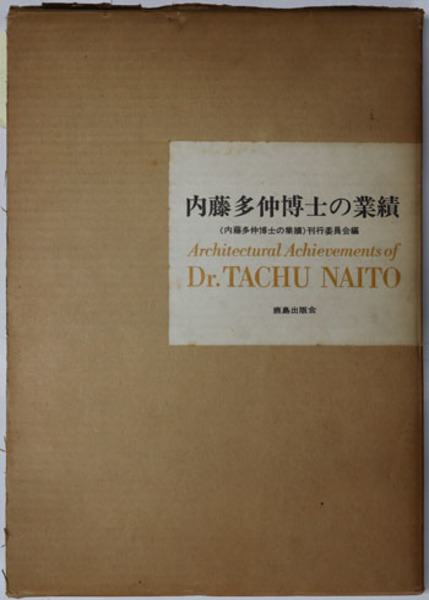 内藤多仲博士の業績
〈内藤多仲博士の業績〉刊行委員会編
Architectural Achievements of
Dr. TACHU NAITO
鹿島出版会